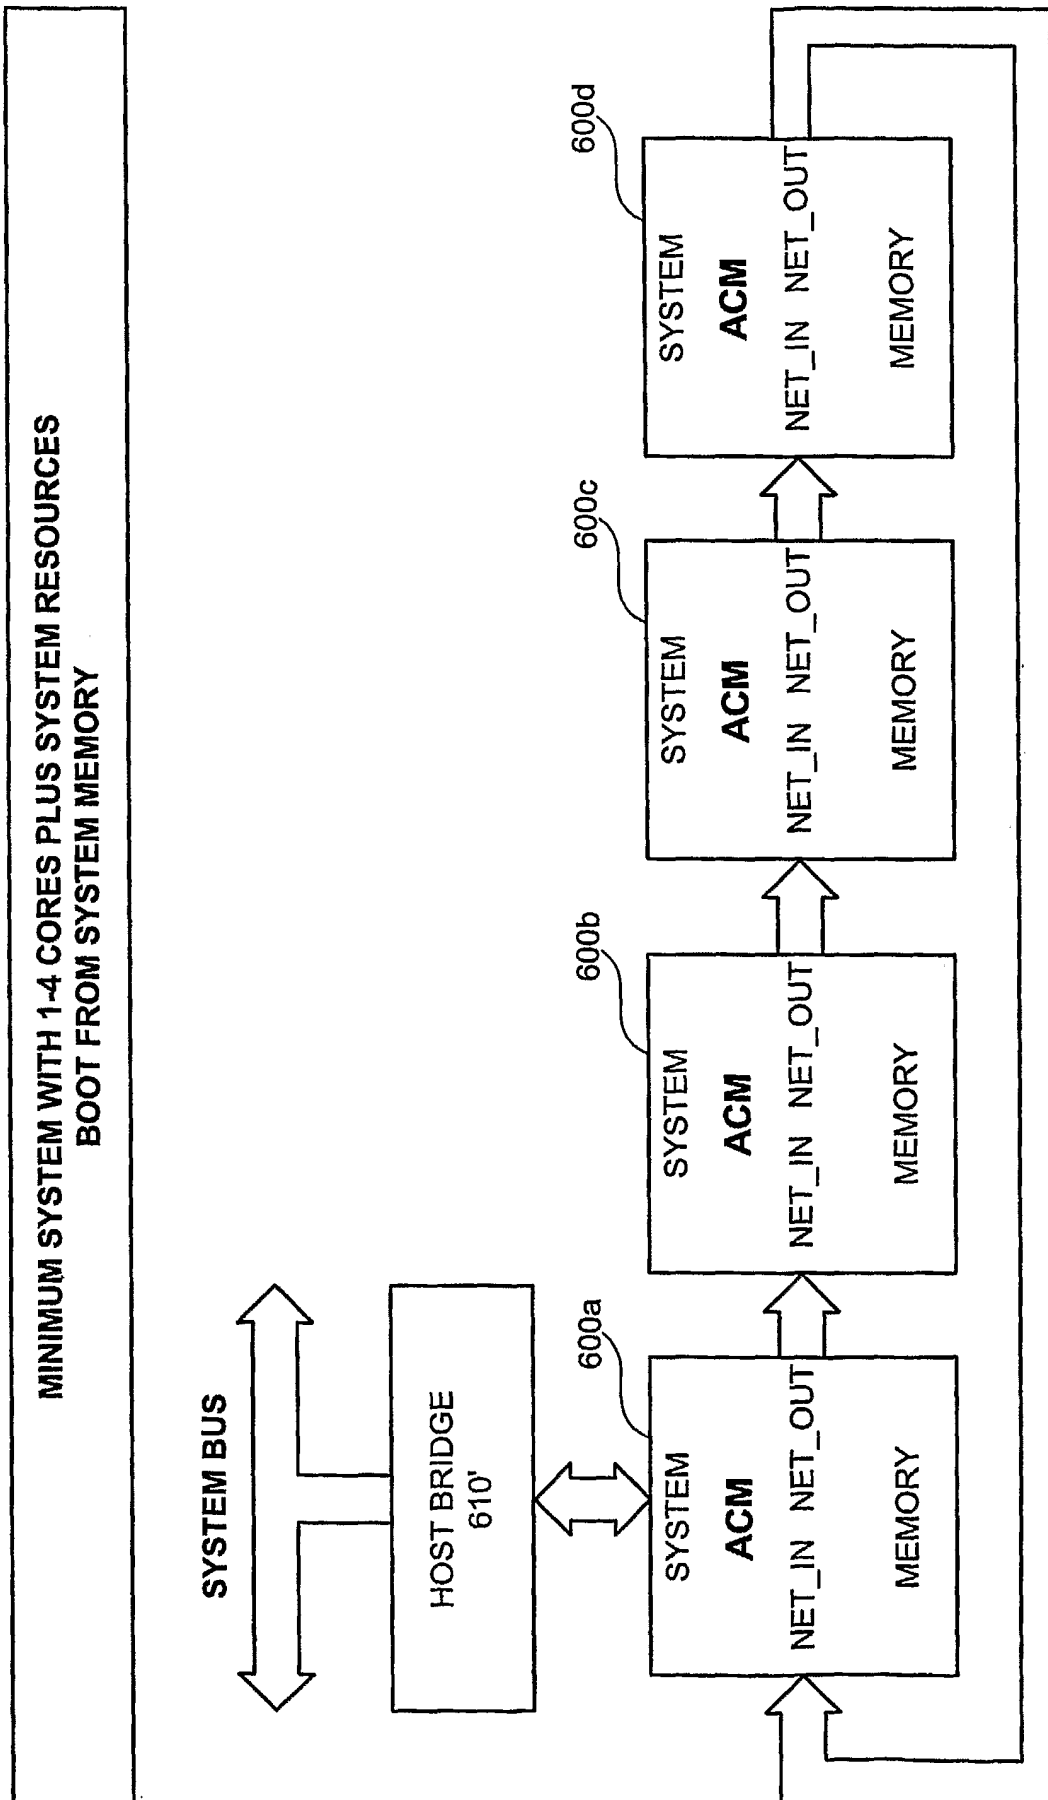 MINIMUM SYSTEM WITH 1-4 CORES PLUS SYSTEM RESOURCES
BOOT FROM SYSTEM MEMORY
SYSTEM BUS
HOST BRIDGE
610'
600a
SYSTEM
ACM
NET_IN NET_OUT
MEMORY
600b
SYSTEM
ACM
NET_IN NET_OUT
MEMORY
600c
SYSTEM
ACM
NET_IN NET_OUT
MEMORY
600d
SYSTEM
ACM
NET_IN NET_OUT
MEMORY